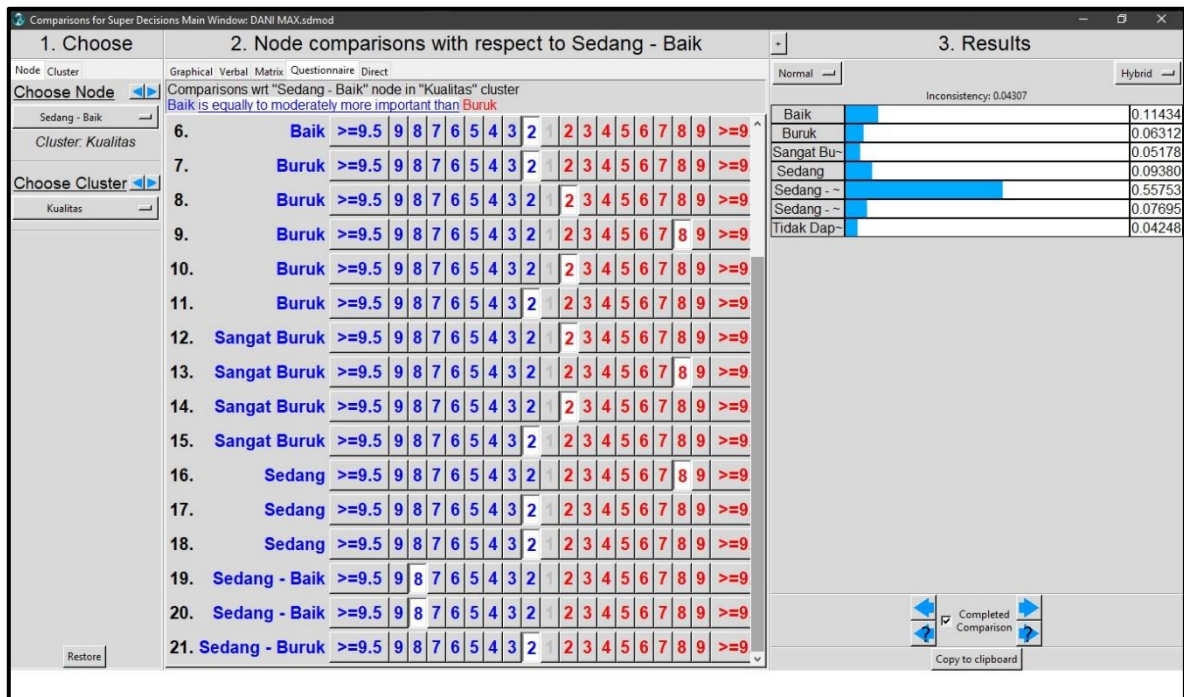 Comparisons for Super Decisions Main Window: DANI MAX.sdmod
1. Choose
2. Node comparisons with respect to Sedang - Baik
+
3. Results
Node Cluster
Choose Node
Sedang - Baik
Cluster: Kualitas
Choose Cluster
Kualitas
Restore
Graphical Verbal Matrix Questionnaire Direct
Comparisons wrt "Sedang - Baik" node in "Kualitas" cluster
Baik is equally to moderately more important than Buruk
6. Baik >=9.5 9 8 7 6 5 4 3 2 1 2 3 4 5 6 7 8 9 >=9
7. Buruk >=9.5 9 8 7 6 5 4 3 2 1 2 3 4 5 6 7 8 9 >=9
8. Buruk >=9.5 9 8 7 6 5 4 3 2 1 2 3 4 5 6 7 8 9 >=9
9. Buruk >=9.5 9 8 7 6 5 4 3 2 1 2 3 4 5 6 7 8 9 >=9
10. Buruk >=9.5 9 8 7 6 5 4 3 2 1 2 3 4 5 6 7 8 9 >=9
11. Buruk >=9.5 9 8 7 6 5 4 3 2 1 2 3 4 5 6 7 8 9 >=9
12. Sangat Buruk >=9.5 9 8 7 6 5 4 3 2 1 2 3 4 5 6 7 8 9 >=9
13. Sangat Buruk >=9.5 9 8 7 6 5 4 3 2 1 2 3 4 5 6 7 8 9 >=9
14. Sangat Buruk >=9.5 9 8 7 6 5 4 3 2 1 2 3 4 5 6 7 8 9 >=9
15. Sangat Buruk >=9.5 9 8 7 6 5 4 3 2 1 2 3 4 5 6 7 8 9 >=9
16. Sedang >=9.5 9 8 7 6 5 4 3 2 1 2 3 4 5 6 7 8 9 >=9
17. Sedang >=9.5 9 8 7 6 5 4 3 2 1 2 3 4 5 6 7 8 9 >=9
18. Sedang >=9.5 9 8 7 6 5 4 3 2 1 2 3 4 5 6 7 8 9 >=9
19. Sedang - Baik >=9.5 9 8 7 6 5 4 3 2 1 2 3 4 5 6 7 8 9 >=9
20. Sedang - Baik >=9.5 9 8 7 6 5 4 3 2 1 2 3 4 5 6 7 8 9 >=9
21. Sedang - Buruk >=9.5 9 8 7 6 5 4 3 2 1 2 3 4 5 6 7 8 9 >=9
Normal Hybrid
Inconsistency: 0.04307
Baik 0.11434
Buruk 0.06312
Sangat Bu~ 0.05178
Sedang 0.09380
Sedang - ~ 0.55753
Sedang - ~ 0.07695
Tidak Dap~ 0.04248
Completed
Comparison
? ?
Copy to clipboard